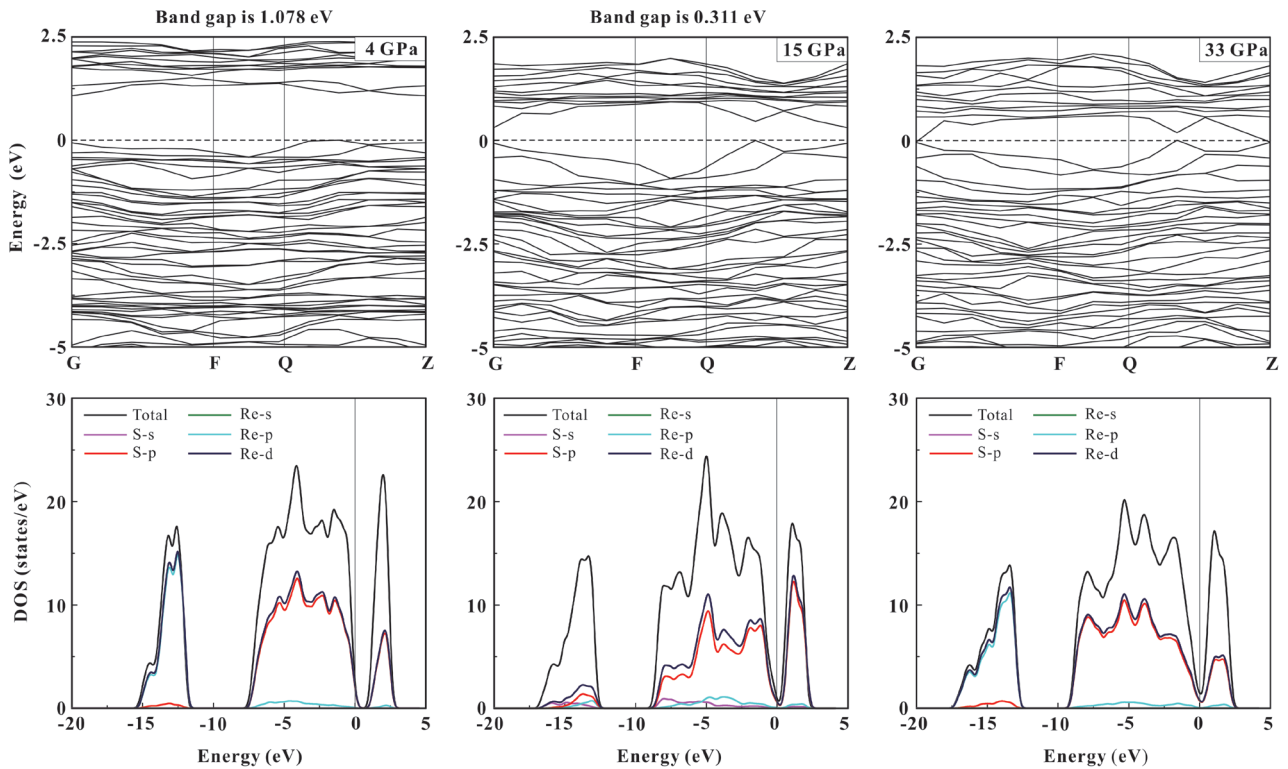 Band gap is 1.078 eV
Band gap is 0.311 eV
4 GPa
15 GPa
33 GPa
Energy (eV)
2.5
0
-2.5
-5
G
F
Q
Z
2.5
0
-2.5
-5
G
F
Q
Z
2.5
0
-2.5
-5
G
F
Q
Z
DOS (states/eV)
30
20
10
0
Total
S-s
S-p
Re-s
Re-p
Re-d
-20
-15
-10
-5
0
5
Energy (eV)
30
20
10
0
Total
S-s
S-p
Re-s
Re-p
Re-d
-20
-15
-10
-5
0
5
Energy (eV)
30
20
10
0
Total
S-s
S-p
Re-s
Re-p
Re-d
-20
-15
-10
-5
0
5
Energy (eV)